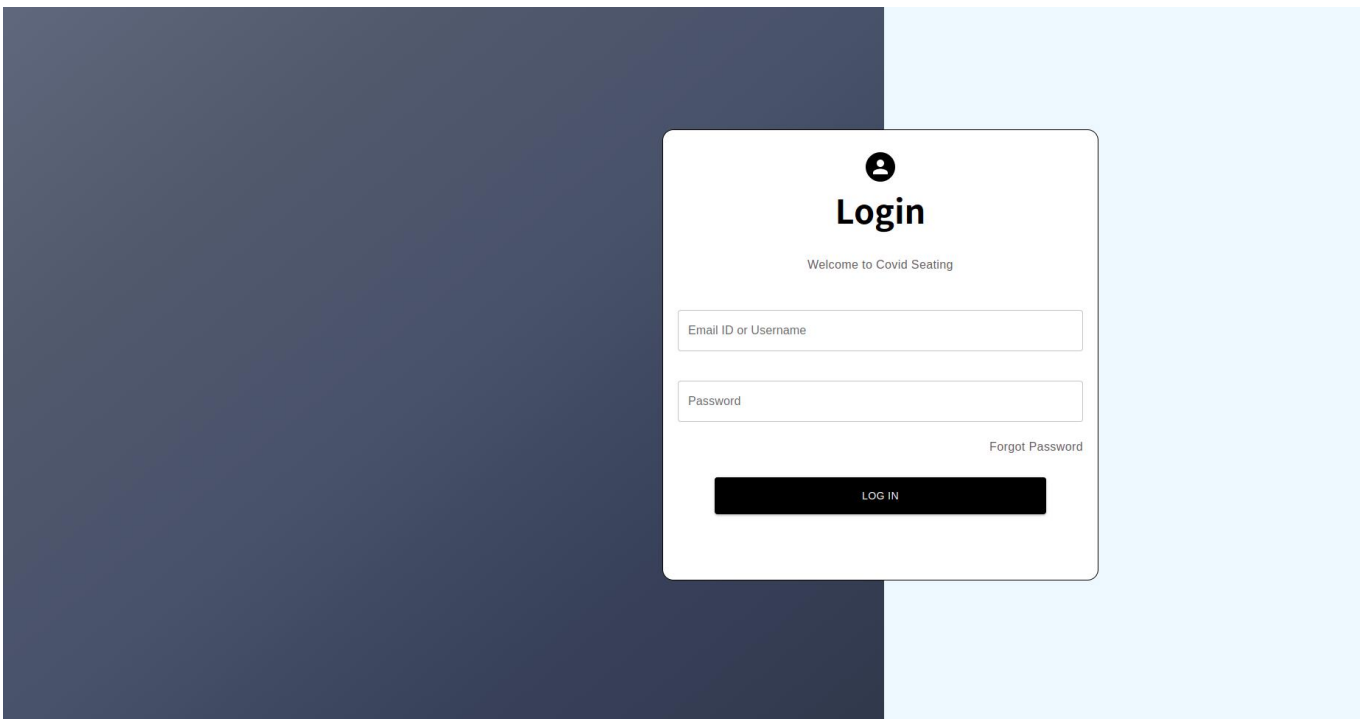 Login
Welcome to Covid Seating
Email ID or Username
Password
Forgot Password
LOG IN